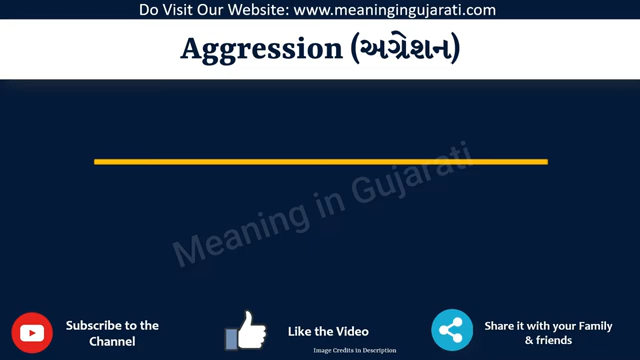 Do Visit Our Website: www.meaningingujarati.com
Aggression (અગ્રેશન)
Meaning in Gujarati
Subscribe to the
Channel
Like the Video
Share it with your Family
& friends
Image Credits in Description